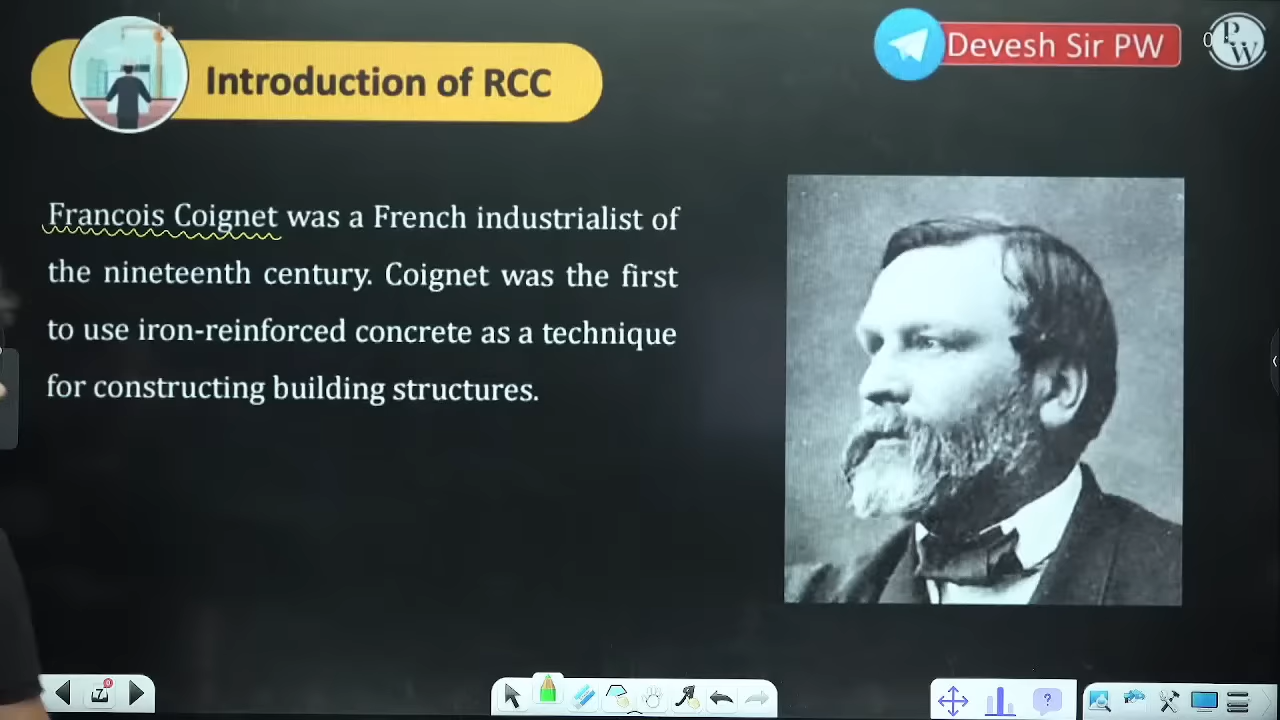 Introduction of RCC
Devesh Sir PW
PW
Francois Coignet was a French industrialist of
the nineteenth century. Coignet was the first
to use iron-reinforced concrete as a technique
for constructing building structures.